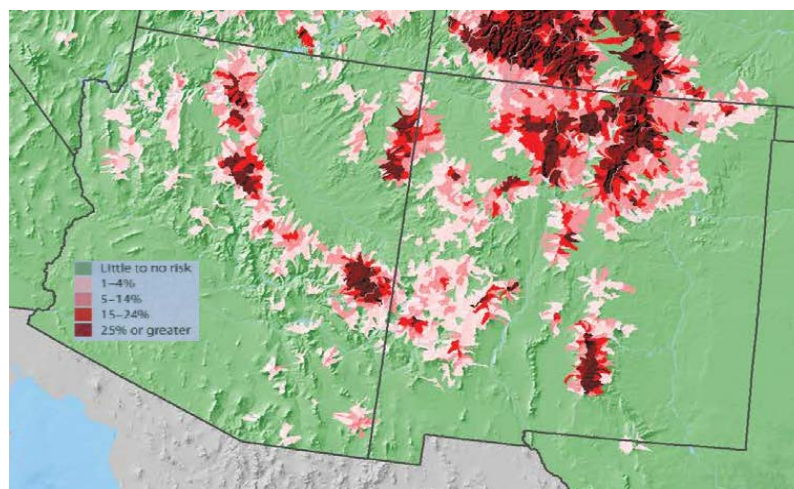 Little to no risk
1–4%
5–14%
15–24%
25% or greater